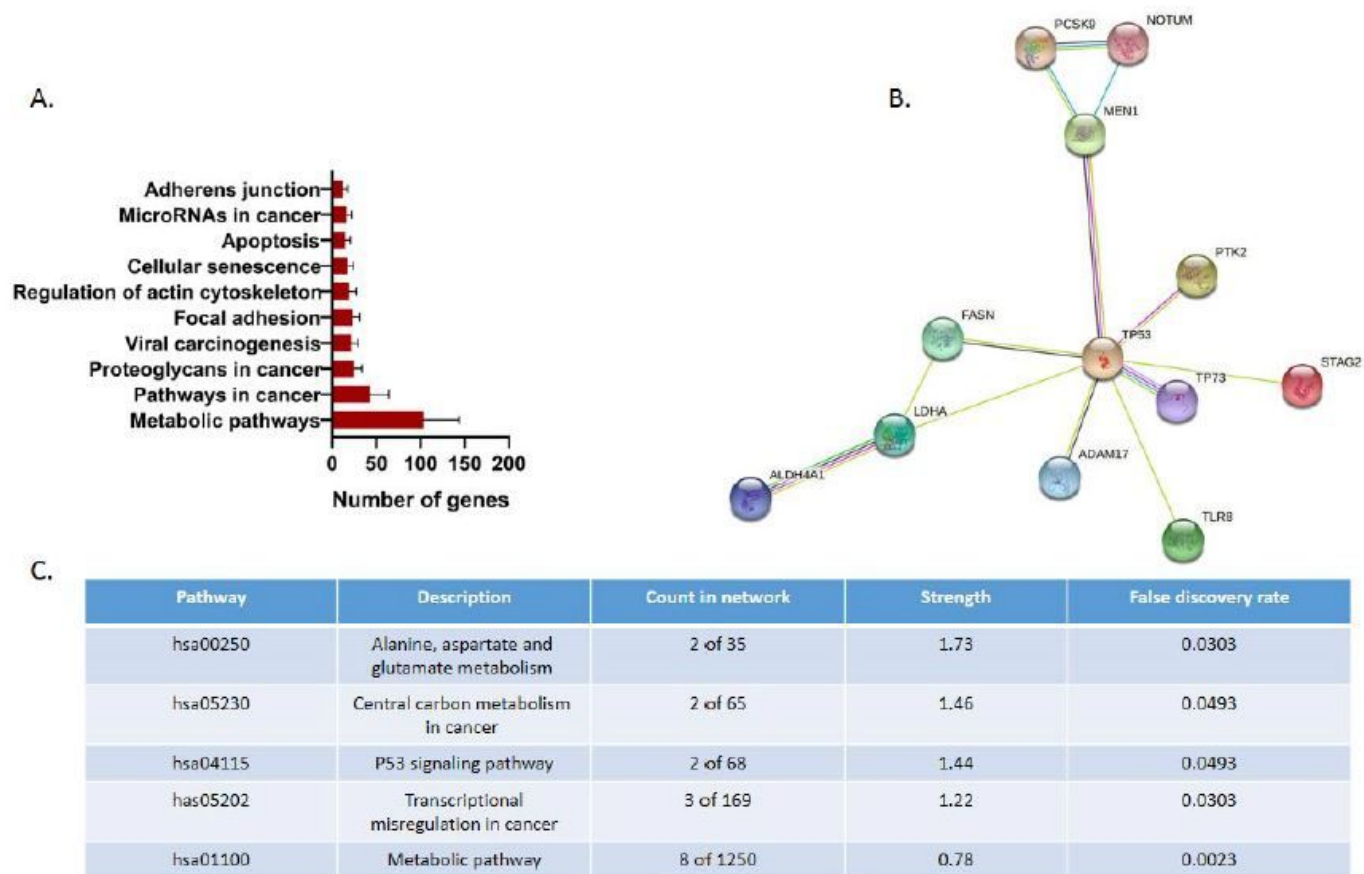 A.
Adherens junction
MicroRNAs in cancer
Apoptosis
Cellular senescence
Regulation of actin cytoskeleton
Focal adhesion
Viral carcinogenesis
Proteoglycans in cancer
Pathways in cancer
Metabolic pathways
0 50 100 150 200
Number of genes
B.
PCSK9
NOTUM
MEN1
PTK2
FASN
TP53
STAG2
TP73
LDHA
ADAM17
ALDH4A1
TLR8
C.
Pathway Description Count in network Strength False discovery rate
hsa00250 Alanine, aspartate and glutamate metabolism 2 of 35 1.73 0.0303
hsa05230 Central carbon metabolism in cancer 2 of 65 1.46 0.0493
hsa04115 P53 signaling pathway 2 of 68 1.44 0.0493
has05202 Transcriptional misregulation in cancer 3 of 169 1.22 0.0303
hsa01100 Metabolic pathway 8 of 1250 0.78 0.0023